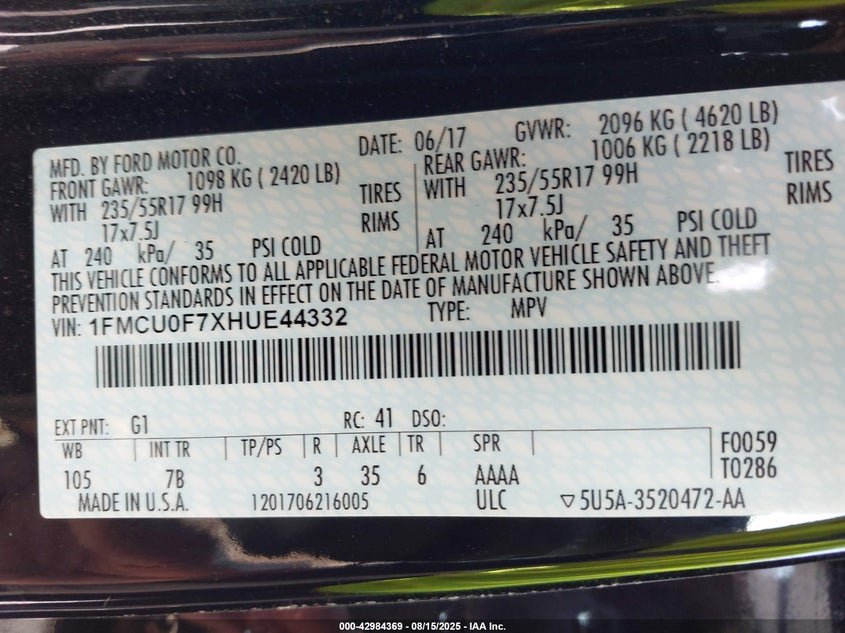 MFD. BY FORD MOTOR CO. DATE: 06/17 GVWR: 2096 KG ( 4620 LB)
FRONT GAWR: 1098 KG ( 2420 LB) REAR GAWR: 1006 KG ( 2218 LB)
WITH 235/55R17 99H TIRES WITH 235/55R17 99H TIRES
17x7.5J RIMS 17x7.5J RIMS
AT 240 kPa/ 35 PSI COLD AT 240 kPa/ 35 PSI COLD
THIS VEHICLE CONFORMS TO ALL APPLICABLE FEDERAL MOTOR VEHICLE SAFETY AND THEFT
PREVENTION STANDARDS IN EFFECT ON THE DATE OF MANUFACTURE SHOWN ABOVE.
VIN: 1FMCU0F7XHUE44332 TYPE: MPV
EXT PNT: G1 RC: 41 DSO:
WB INT TR TP/PS R AXLE TR SPR F0059
105 7B 3 35 6 AAAA T0286
MADE IN U.S.A. 1201706216005 ULC ▽5U5A-3520472-AA
000-42984369 - 08/15/2025 - IAA Inc.